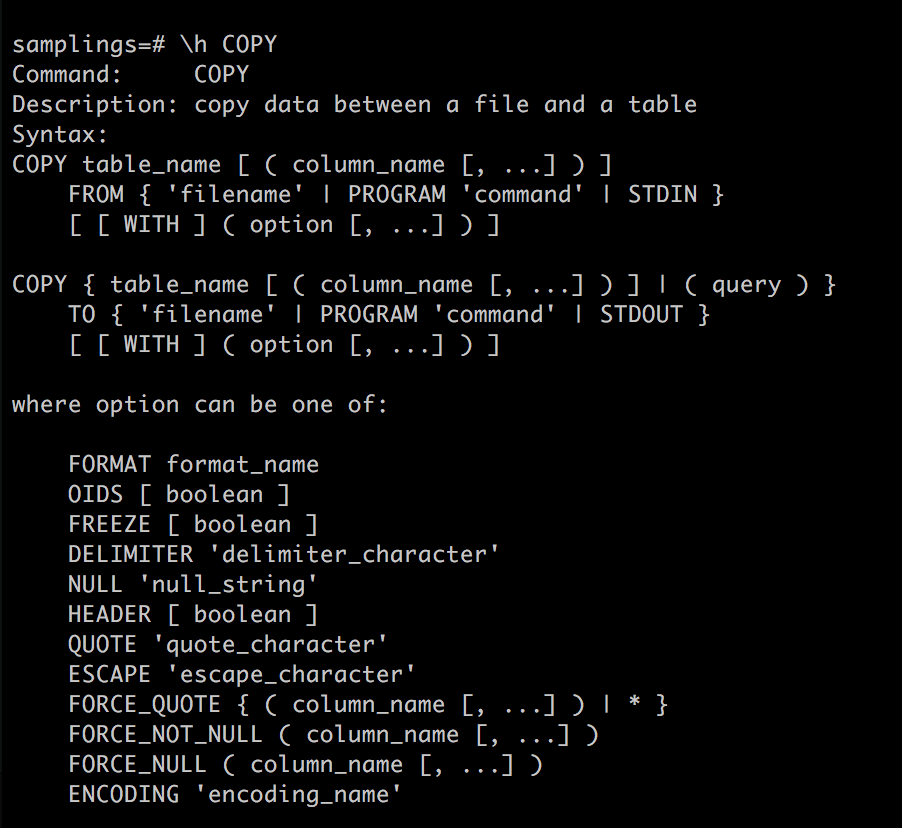 samplings=# \h COPY
Command:     COPY
Description: copy data between a file and a table
Syntax:
COPY table_name [ ( column_name [, ...] ) ]
    FROM { 'filename' | PROGRAM 'command' | STDIN }
    [ [ WITH ] ( option [, ...] ) ]

COPY { table_name [ ( column_name [, ...] ) ] | ( query ) }
    TO { 'filename' | PROGRAM 'command' | STDOUT }
    [ [ WITH ] ( option [, ...] ) ]

where option can be one of:

    FORMAT format_name
    OIDS [ boolean ]
    FREEZE [ boolean ]
    DELIMITER 'delimiter_character'
    NULL 'null_string'
    HEADER [ boolean ]
    QUOTE 'quote_character'
    ESCAPE 'escape_character'
    FORCE_QUOTE { ( column_name [, ...] ) | * }
    FORCE_NOT_NULL ( column_name [, ...] )
    FORCE_NULL ( column_name [, ...] )
    ENCODING 'encoding_name'